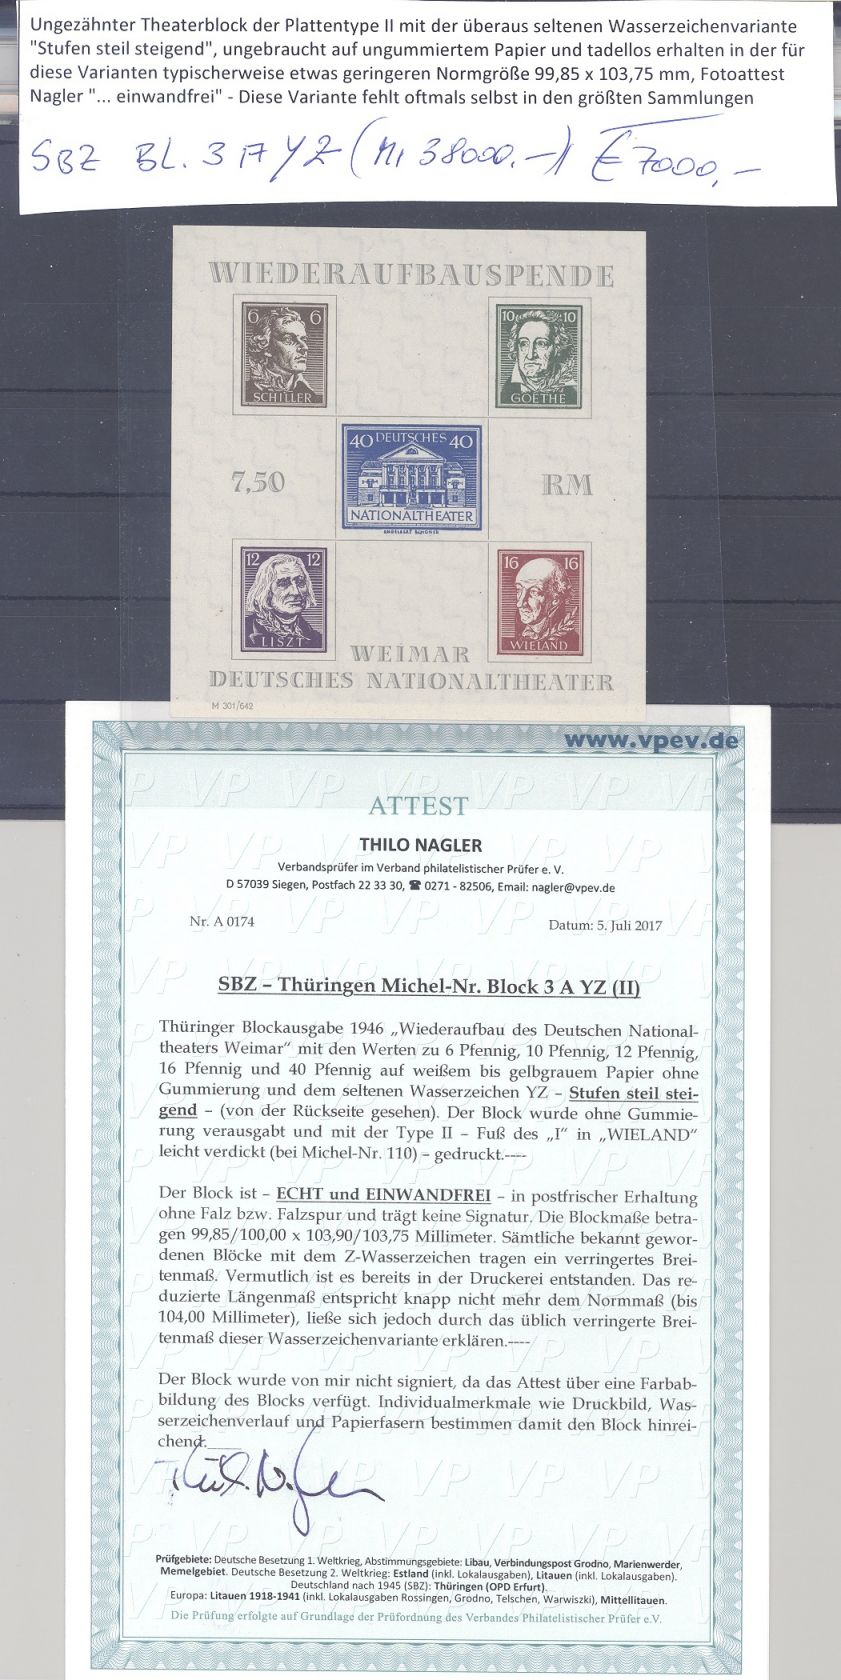 Ungezähnter Theaterblock der Plattentype II mit der überaus seltenen Wasserzeichenvariante
"Stufen steil steigend", ungebraucht auf ungummiertem Papier und tadellos erhalten in der für
diese Varianten typischerweise etwas geringeren Normgröße 99,85 x 103,75 mm, Fotoattest
Nagler "... einwandfrei" - Diese Variante fehlt oftmals selbst in den größten Sammlungen
SBZ BL. 3 A YZ (Mi 38000.-) € 7000,-
WIEDERAUFBAUSPENDE
6 6
SCHILLER
10 10
GOETHE
7,50
40 DEUTSCHES 40
NATIONALTHEATER
RM
12 12
LISZT
16 16
WIELAND
WEIMAR
DEUTSCHES NATIONALTHEATER
M 301/642
www.vpev.de
ATTEST
THILO NAGLER
Verbandsprüfer im Verband philatelistischer Prüfer e. V.
D 57039 Siegen, Postfach 22 33 30, ☎ 0271 - 82506, Email: nagler@vpev.de
Nr. A 0174
Datum: 5. Juli 2017
SBZ – Thüringen Michel-Nr. Block 3 A YZ (II)
Thüringer Blockausgabe 1946 „Wiederaufbau des Deutschen National-
theaters Weimar" mit den Werten zu 6 Pfennig, 10 Pfennig, 12 Pfennig,
16 Pfennig und 40 Pfennig auf weißem bis gelbgrauem Papier ohne
Gummierung und dem seltenen Wasserzeichen YZ – Stufen steil stei-
gend – (von der Rückseite gesehen). Der Block wurde ohne Gummie-
rung verausgabt und mit der Type II – Fuß des „I" in „WIELAND"
leicht verdickt (bei Michel-Nr. 110) – gedruckt.----
Der Block ist – ECHT und EINWANDFREI – in postfrischer Erhaltung
ohne Falz bzw. Falzspur und trägt keine Signatur. Die Blockmaße betra-
gen 99,85/100,00 x 103,90/103,75 Millimeter. Sämtliche bekannt gewor-
denen Blöcke mit dem Z-Wasserzeichen tragen ein verringertes Brei-
tenmaß. Vermutlich ist es bereits in der Druckerei entstanden. Das re-
duzierte Längenmaß entspricht knapp nicht mehr dem Normmaß (bis
104,00 Millimeter), ließe sich jedoch durch das üblich verringerte Brei-
tenmaß dieser Wasserzeichenvariante erklären.----
Der Block wurde von mir nicht signiert, da das Attest über eine Farbab-
bildung des Blocks verfügt. Individualmerkmale wie Druckbild, Was-
serzeichenverlauf und Papierfasern bestimmen damit den Block hinrei-
chend.
Prüfgebiete: Deutsche Besetzung 1. Weltkrieg, Abstimmungsgebiete: Libau, Verbindungspost Grodno, Marienwerder,
Memelgebiet. Deutsche Besetzung 2. Weltkrieg: Estland (inkl. Lokalausgaben), Litauen (inkl. Lokalausgaben).
Deutschland nach 1945 (SBZ): Thüringen (OPD Erfurt).
Europa: Litauen 1918-1941 (inkl. Lokalausgaben Rossingen, Grodno, Telschen, Warwiszki), Mittellitauen.
Die Prüfung erfolgte auf Grundlage der Prüfordnung des Verbandes Philatelistischer Prüfer e.V.